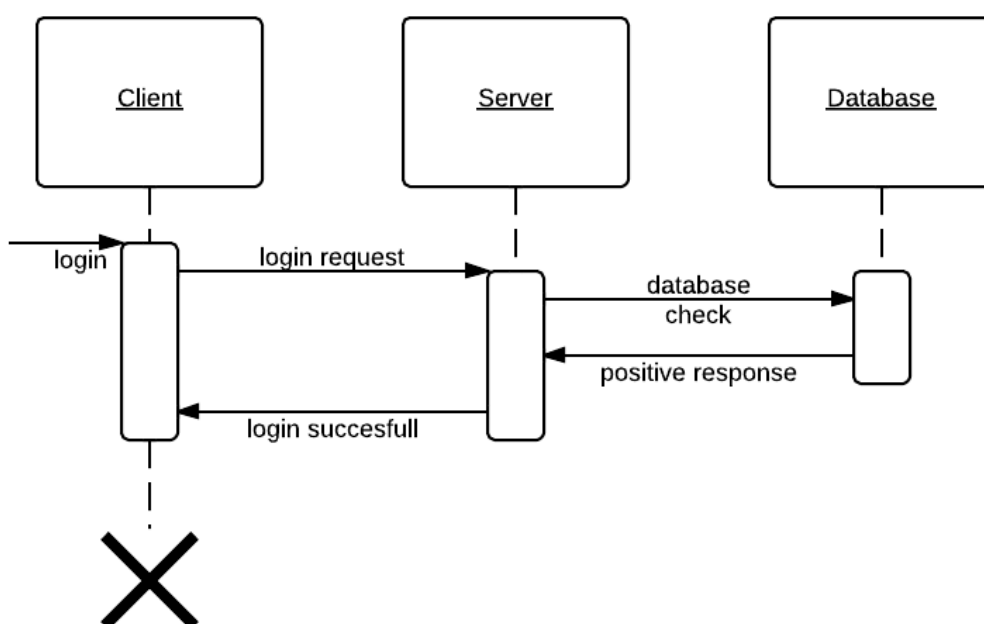 Client
Server
Database
login
login request
database
check
positive response
login succesfull